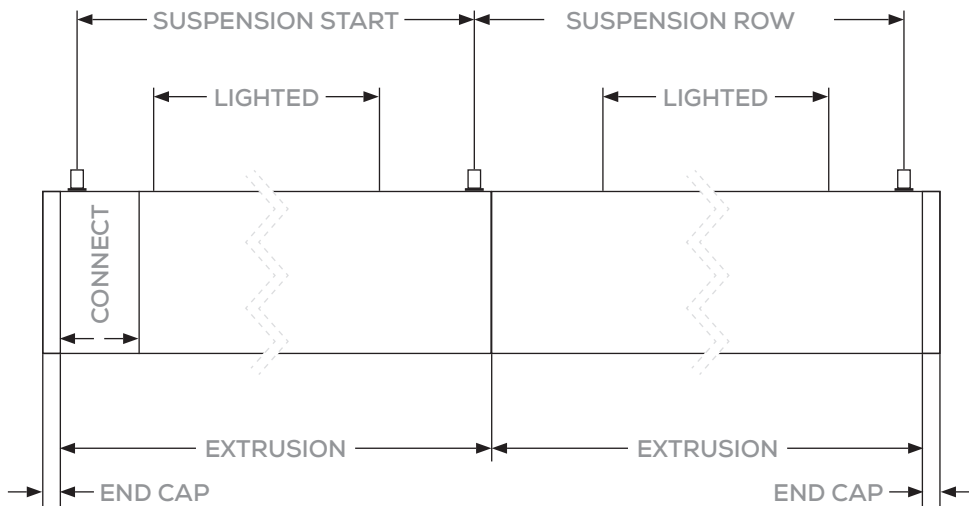 SUSPENSION START
SUSPENSION ROW
LIGHTED
LIGHTED
CONNECT
EXTRUSION
EXTRUSION
END CAP
END CAP